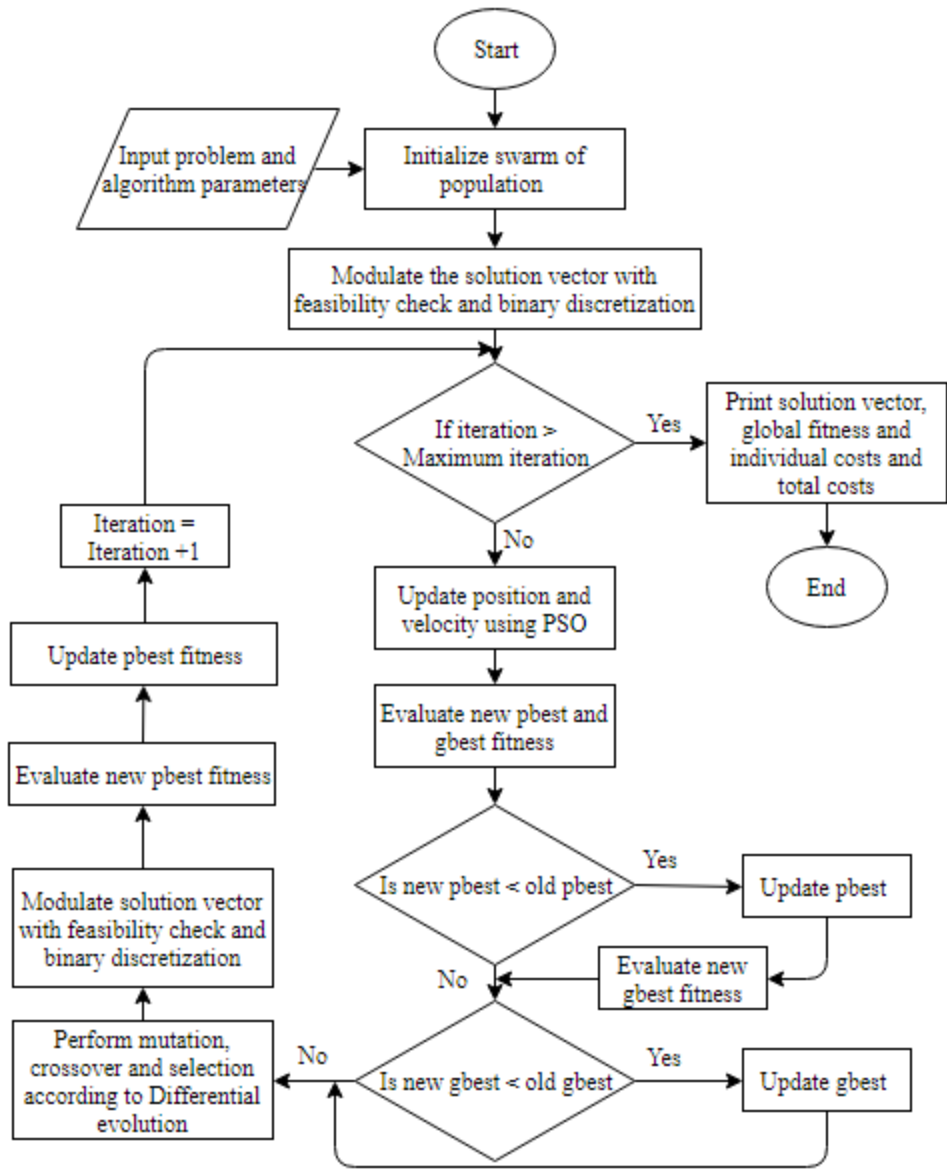 Start
Input problem and
algorithm parameters
Initialize swarm of
population
Modulate the solution vector with
feasibility check and binary discretization
If iteration >
Maximum iteration
Yes
Print solution vector,
global fitness and
individual costs and
total costs
End
No
Update position and
velocity using PSO
Evaluate new pbest and
gbest fitness
Is new pbest < old pbest
Yes
Update pbest
Evaluate new
gbest fitness
No
Is new gbest < old gbest
Yes
Update gbest
No
Perform mutation,
crossover and selection
according to Differential
evolution
Modulate solution vector
with feasibility check and
binary discretization
Evaluate new pbest fitness
Update pbest fitness
Iteration =
Iteration +1